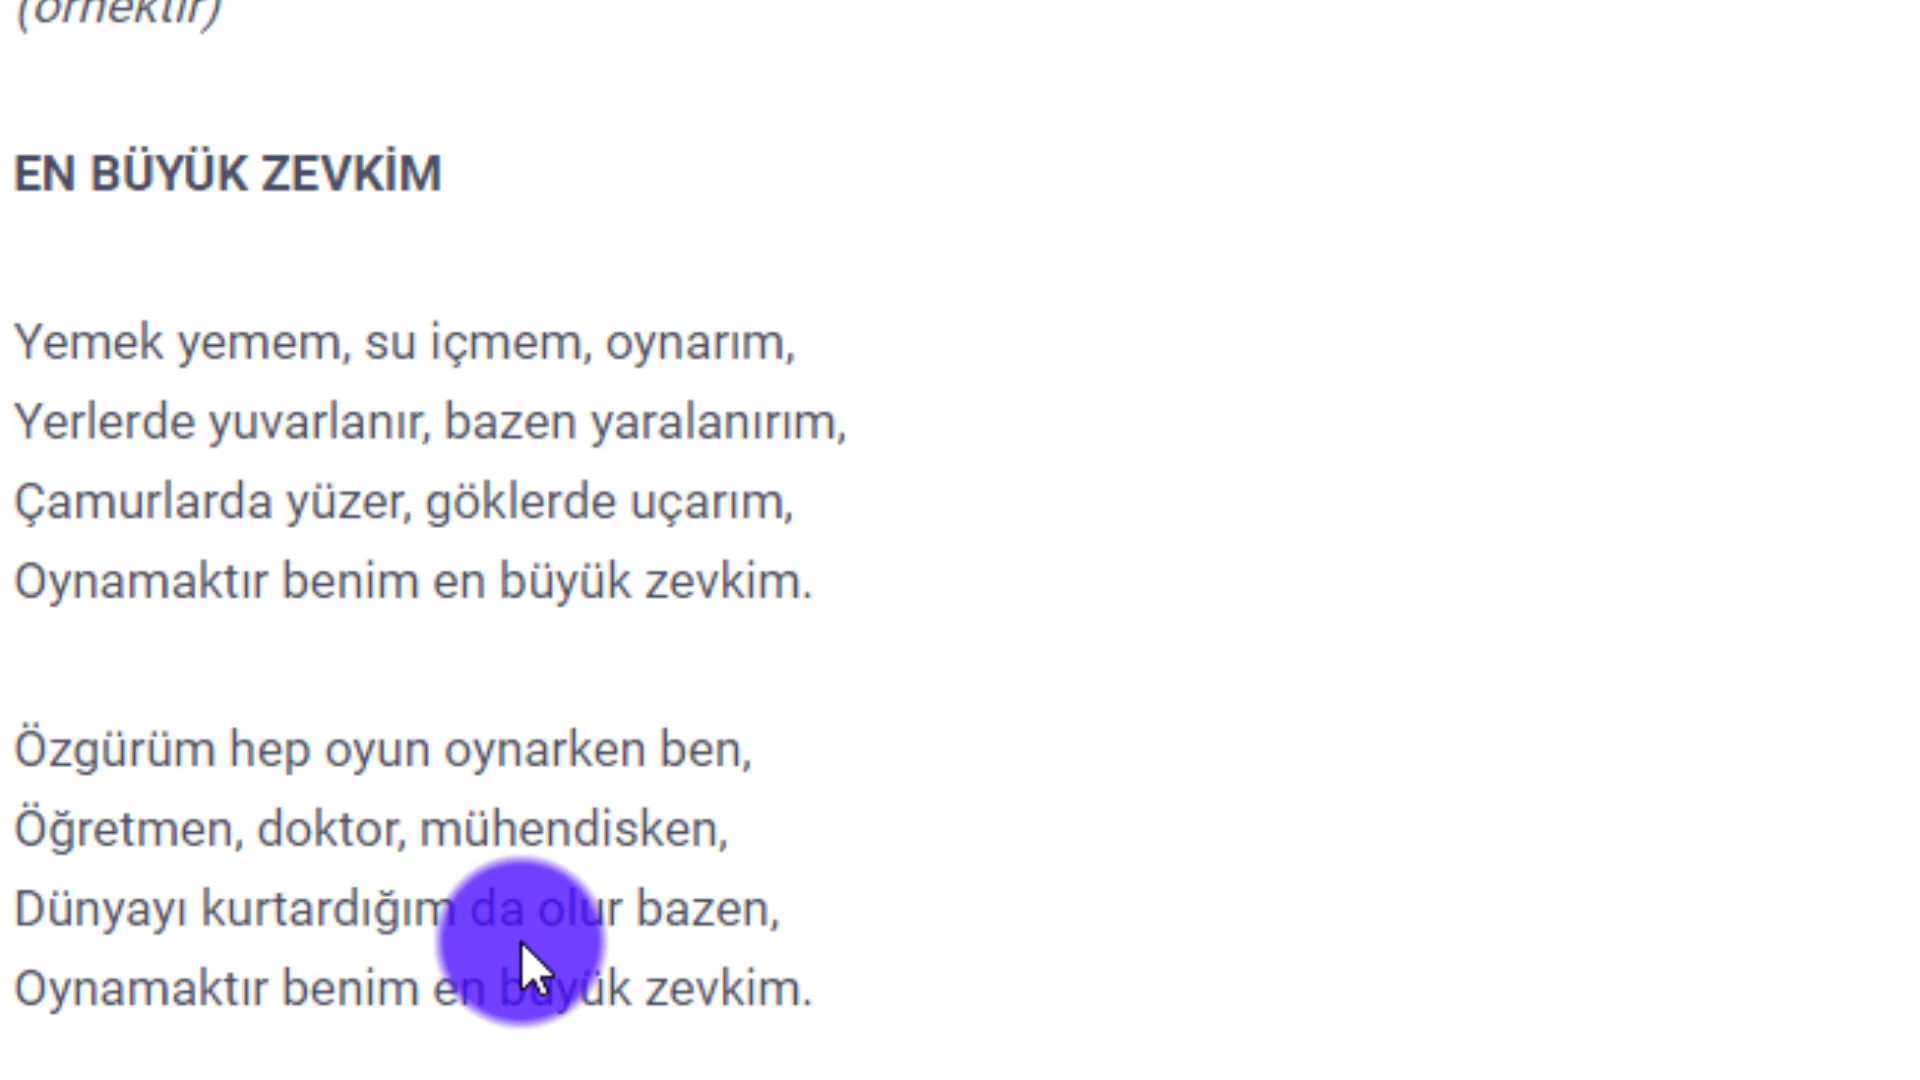 (örnektir)
EN BÜYÜK ZEVKİM
Yemek yemem, su içmem, oynarım,
Yerlerde yuvarlanır, bazen yaralanırım,
Çamurlarda yüzer, göklerde uçarım,
Oynamaktır benim en büyük zevkim.
Özgürüm hep oyun oynarken ben,
Öğretmen, doktor, mühendisken,
Dünyayı kurtardığım da olur bazen,
Oynamaktır benim en büyük zevkim.